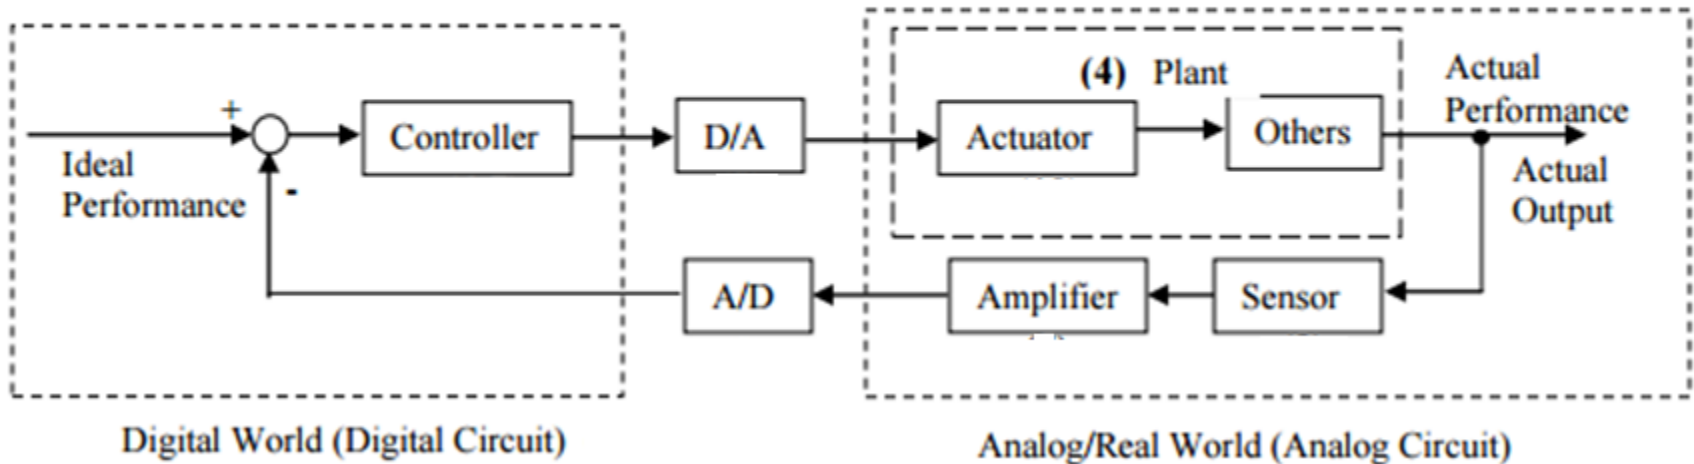 (4) Plant
Actual
Performance
+
Controller
D/A
Actuator
Others
Ideal
Performance
-
Actual
Output
A/D
Amplifier
Sensor
Digital World (Digital Circuit)
Analog/Real World (Analog Circuit)